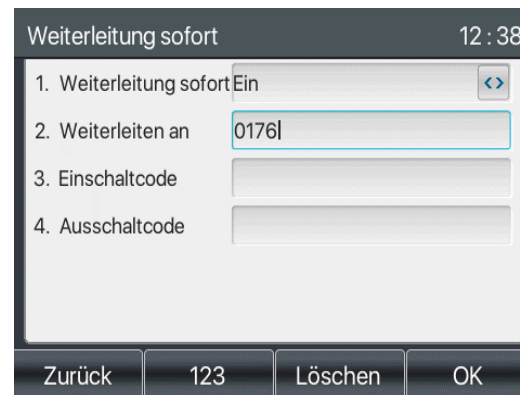 Weiterleitung sofort 12 : 38
1. Weiterleitung sofort Ein
2. Weiterleiten an 0176
3. Einschaltcode
4. Ausschaltcode
Zurück 123 Löschen OK